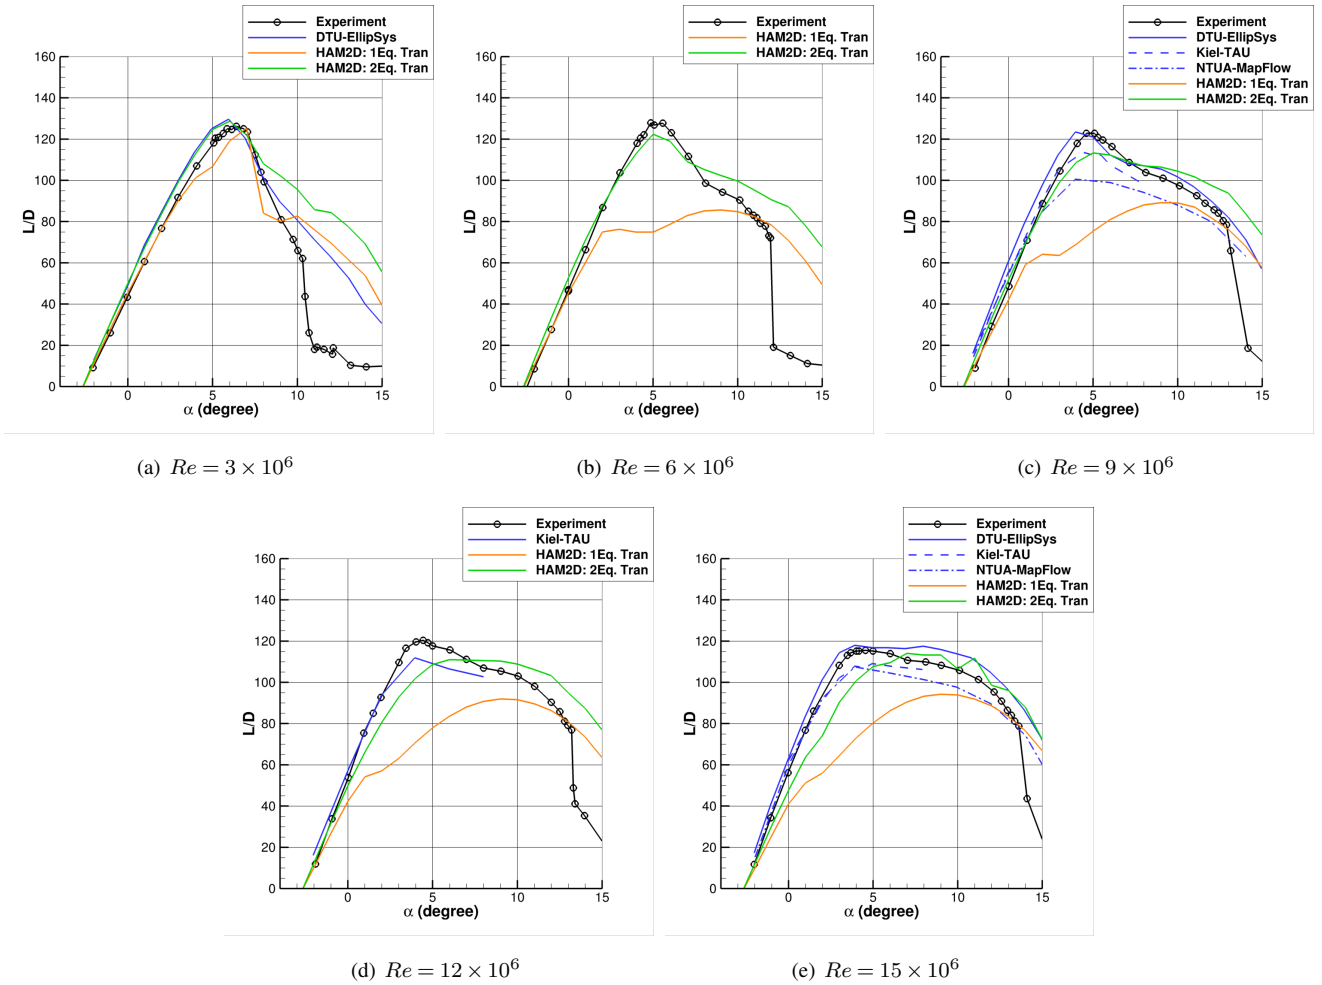 Experiment
DTU-EllipSys
HAM2D: 1Eq. Tran
HAM2D: 2Eq. Tran
160
140
120
100
80
60
40
20
0
L/D
0 5 10 15
α (degree)
(a) Re = 3 × 10⁶
Experiment
HAM2D: 1Eq. Tran
HAM2D: 2Eq. Tran
160
140
120
100
80
60
40
20
0
L/D
0 5 10 15
α (degree)
(b) Re = 6 × 10⁶
Experiment
DTU-EllipSys
Kiel-TAU
NTUA-MapFlow
HAM2D: 1Eq. Tran
HAM2D: 2Eq. Tran
160
140
120
100
80
60
40
20
0
L/D
0 5 10 15
α (degree)
(c) Re = 9 × 10⁶
Experiment
Kiel-TAU
HAM2D: 1Eq. Tran
HAM2D: 2Eq. Tran
160
140
120
100
80
60
40
20
0
L/D
0 5 10 15
α (degree)
(d) Re = 12 × 10⁶
Experiment
DTU-EllipSys
Kiel-TAU
NTUA-MapFlow
HAM2D: 1Eq. Tran
HAM2D: 2Eq. Tran
160
140
120
100
80
60
40
20
0
L/D
0 5 10 15
α (degree)
(e) Re = 15 × 10⁶